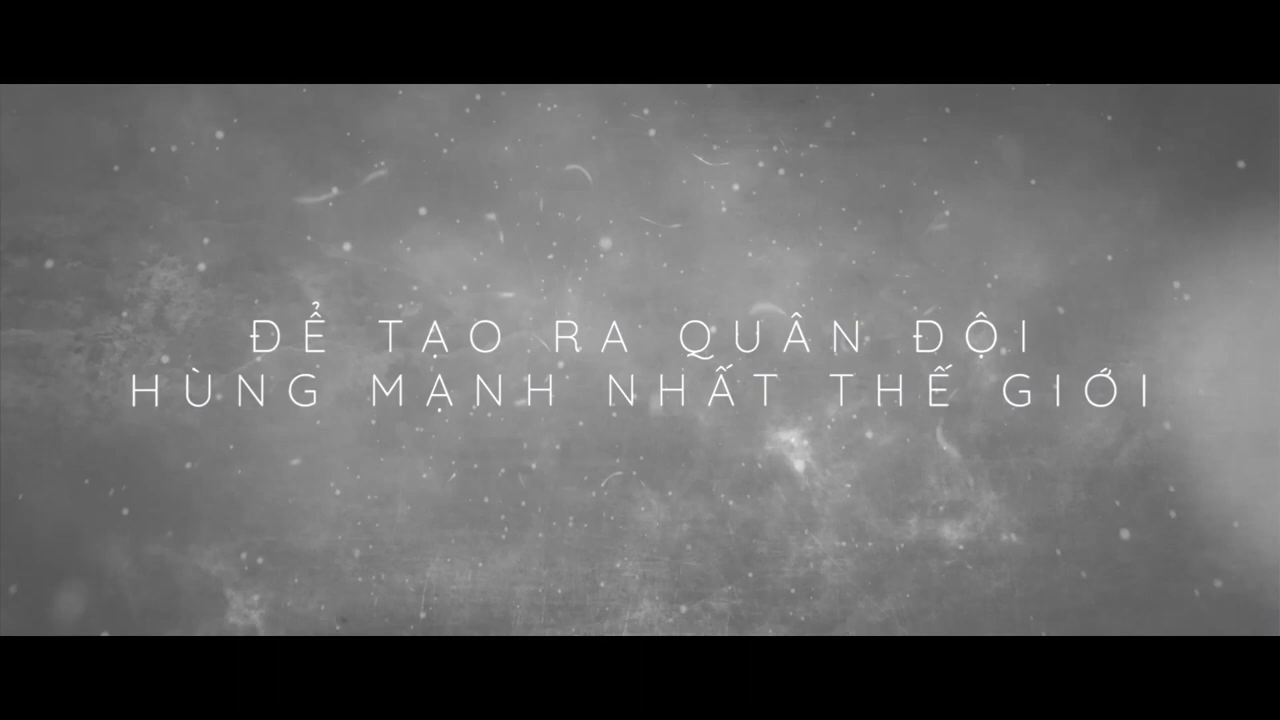 ĐỂ TẠO RA QUÂN ĐỘI
HÙNG MẠNH NHẤT THẾ GIỚI